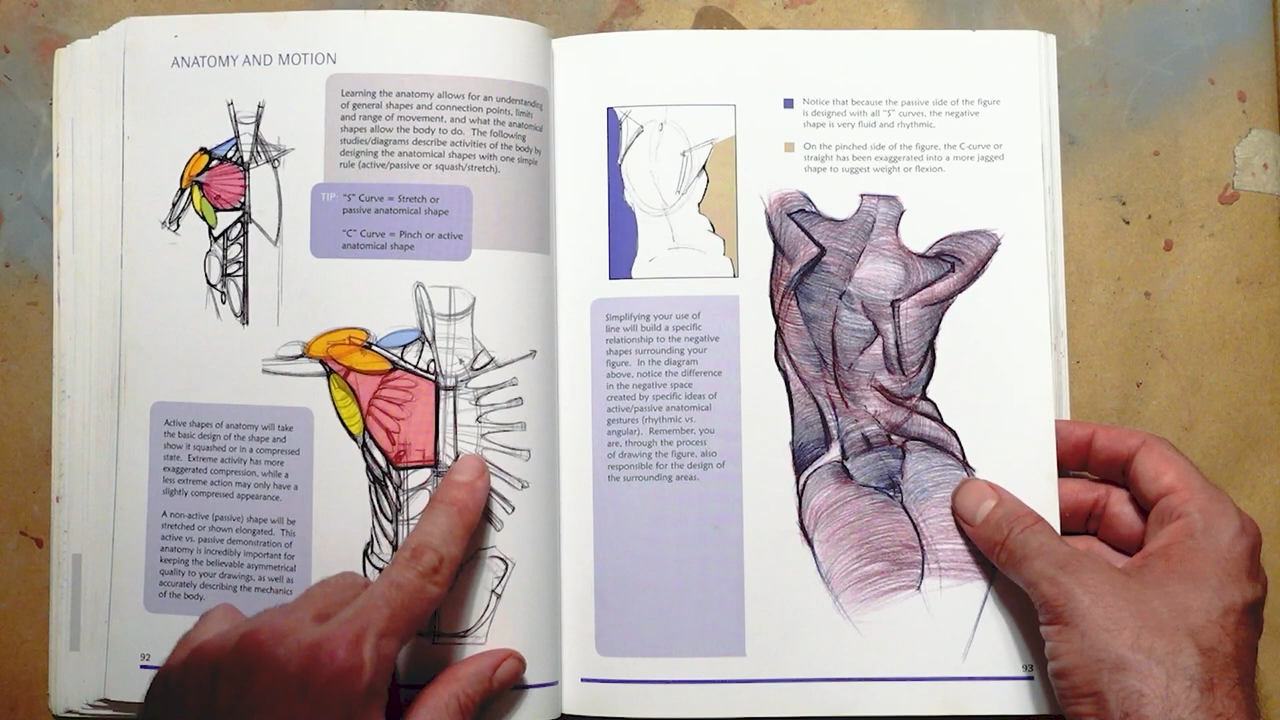 ANATOMY AND MOTION
Learning the anatomy allows for an understanding
of general shapes and connection points, limits
and range of movement, and what the anatomical
shapes allow the body to do. The following
studies/diagrams describe activities of the body by
designing the anatomical shapes with one simple
rule (active/passive or squash/stretch).
TIP "S" Curve = Stretch or
passive anatomical shape
"C" Curve = Pinch or active
anatomical shape
Active shapes of anatomy will take
the basic design of the shape and
show it squashed or in a compressed
state. Extreme activity has more
exaggerated compression, while a
less extreme action may only have a
slightly compressed appearance.
A non-active (passive) shape will be
stretched or shown elongated. This
active vs. passive demonstration of
anatomy is incredibly important for
keeping the believable asymmetrical
quality to your drawings, as well as
accurately describing the mechanics
of the body.
92
Notice that because the passive side of the figure
is designed with all "S" curves, the negative
shape is very fluid and rhythmic.
On the pinched side of the figure, the C-curve or
straight has been exaggerated into a more jagged
shape to suggest weight or flexion.
Simplifying your use of
line will build a specific
relationship to the negative
shapes surrounding your
figure. In the diagram
above, notice the difference
in the negative space
created by specific ideas of
active/passive anatomical
gestures (rhythmic vs.
angular). Remember, you
are, through the process
of drawing the figure, also
responsible for the design of
the surrounding areas.
93